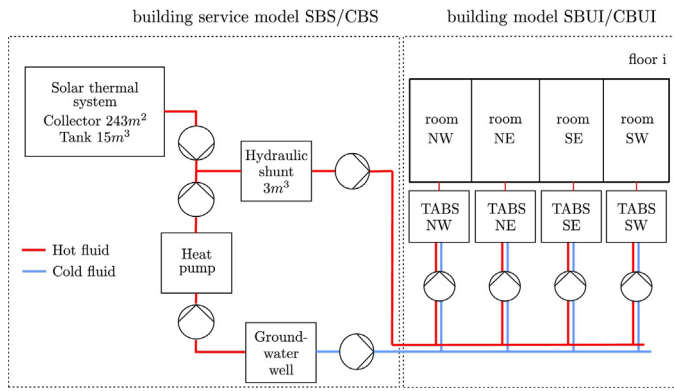 building service model SBS/CBS
building model SBUI/CBUI
floor i
Solar thermal
system
Collector 243m²
Tank 15m³
Hydraulic
shunt
3m³
Heat
pump
Ground-
water
well
Hot fluid
Cold fluid
room
NW
room
NE
room
SE
room
SW
TABS
NW
TABS
NE
TABS
SE
TABS
SW